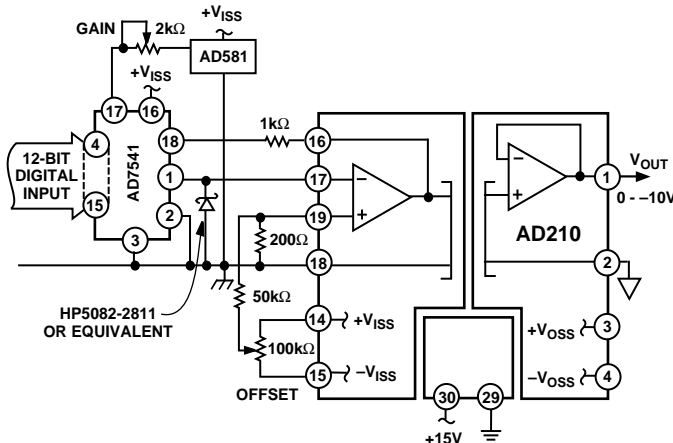 +VISS
GAIN
2kΩ
AD581
+VISS
17
16
4
18
1kΩ
16
12-BIT
DIGITAL
INPUT
AD7541
1
17
–
15
2
19
+
3
200Ω
18
HP5082-2811
OR EQUIVALENT
50kΩ
14
+VISS
100kΩ
15
–VISS
OFFSET
–
+
1
VOUT
0 - –10V
AD210
2
+VOSS
3
–VOSS
4
30
29
+15V